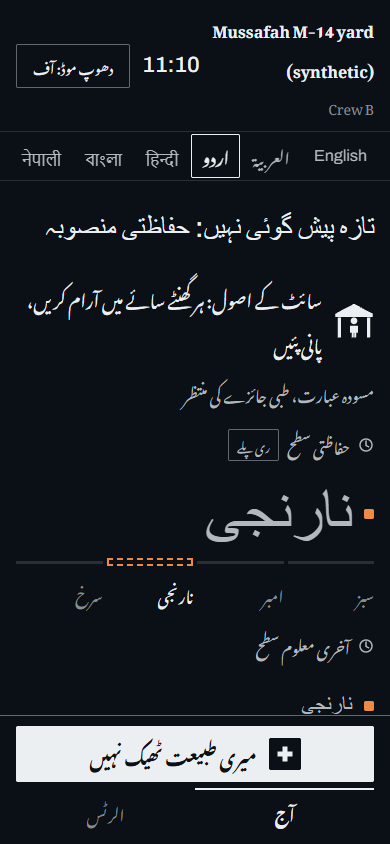 Mussafah M-14 yard
(synthetic)
Crew B
11:10
دھوپ موڈ: آف
English
العربية
اردو
हिन्दी
বাংলা
नेपाली
تازہ پیش گوئی نہیں: حفاظتی منصوبہ
سائٹ کے اصول: ہر گھنٹے سائے میں آرام کریں،
پانی پئیں
مسودہ عبارت، طبی جائزے کی منتظر
حفاظتی سطح
ری پلے
نارنجی
سبز
امبر
نارنجی
سرخ
آخری معلوم سطح
نارنجی
میری طبیعت ٹھیک نہیں
آج
الرٹس